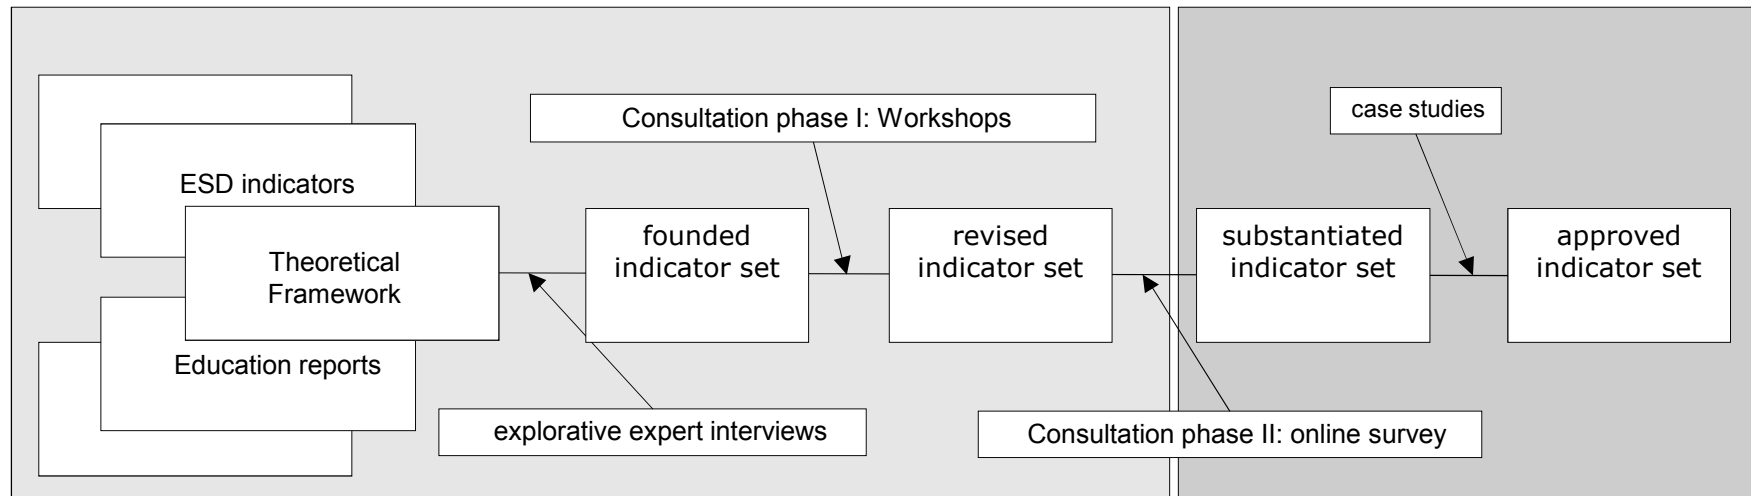 Consultation phase I: Workshops
case studies
ESD indicators
Theoretical
Framework
founded
indicator set
revised
indicator set
substantiated
indicator set
approved
indicator set
Education reports
explorative expert interviews
Consultation phase II: online survey